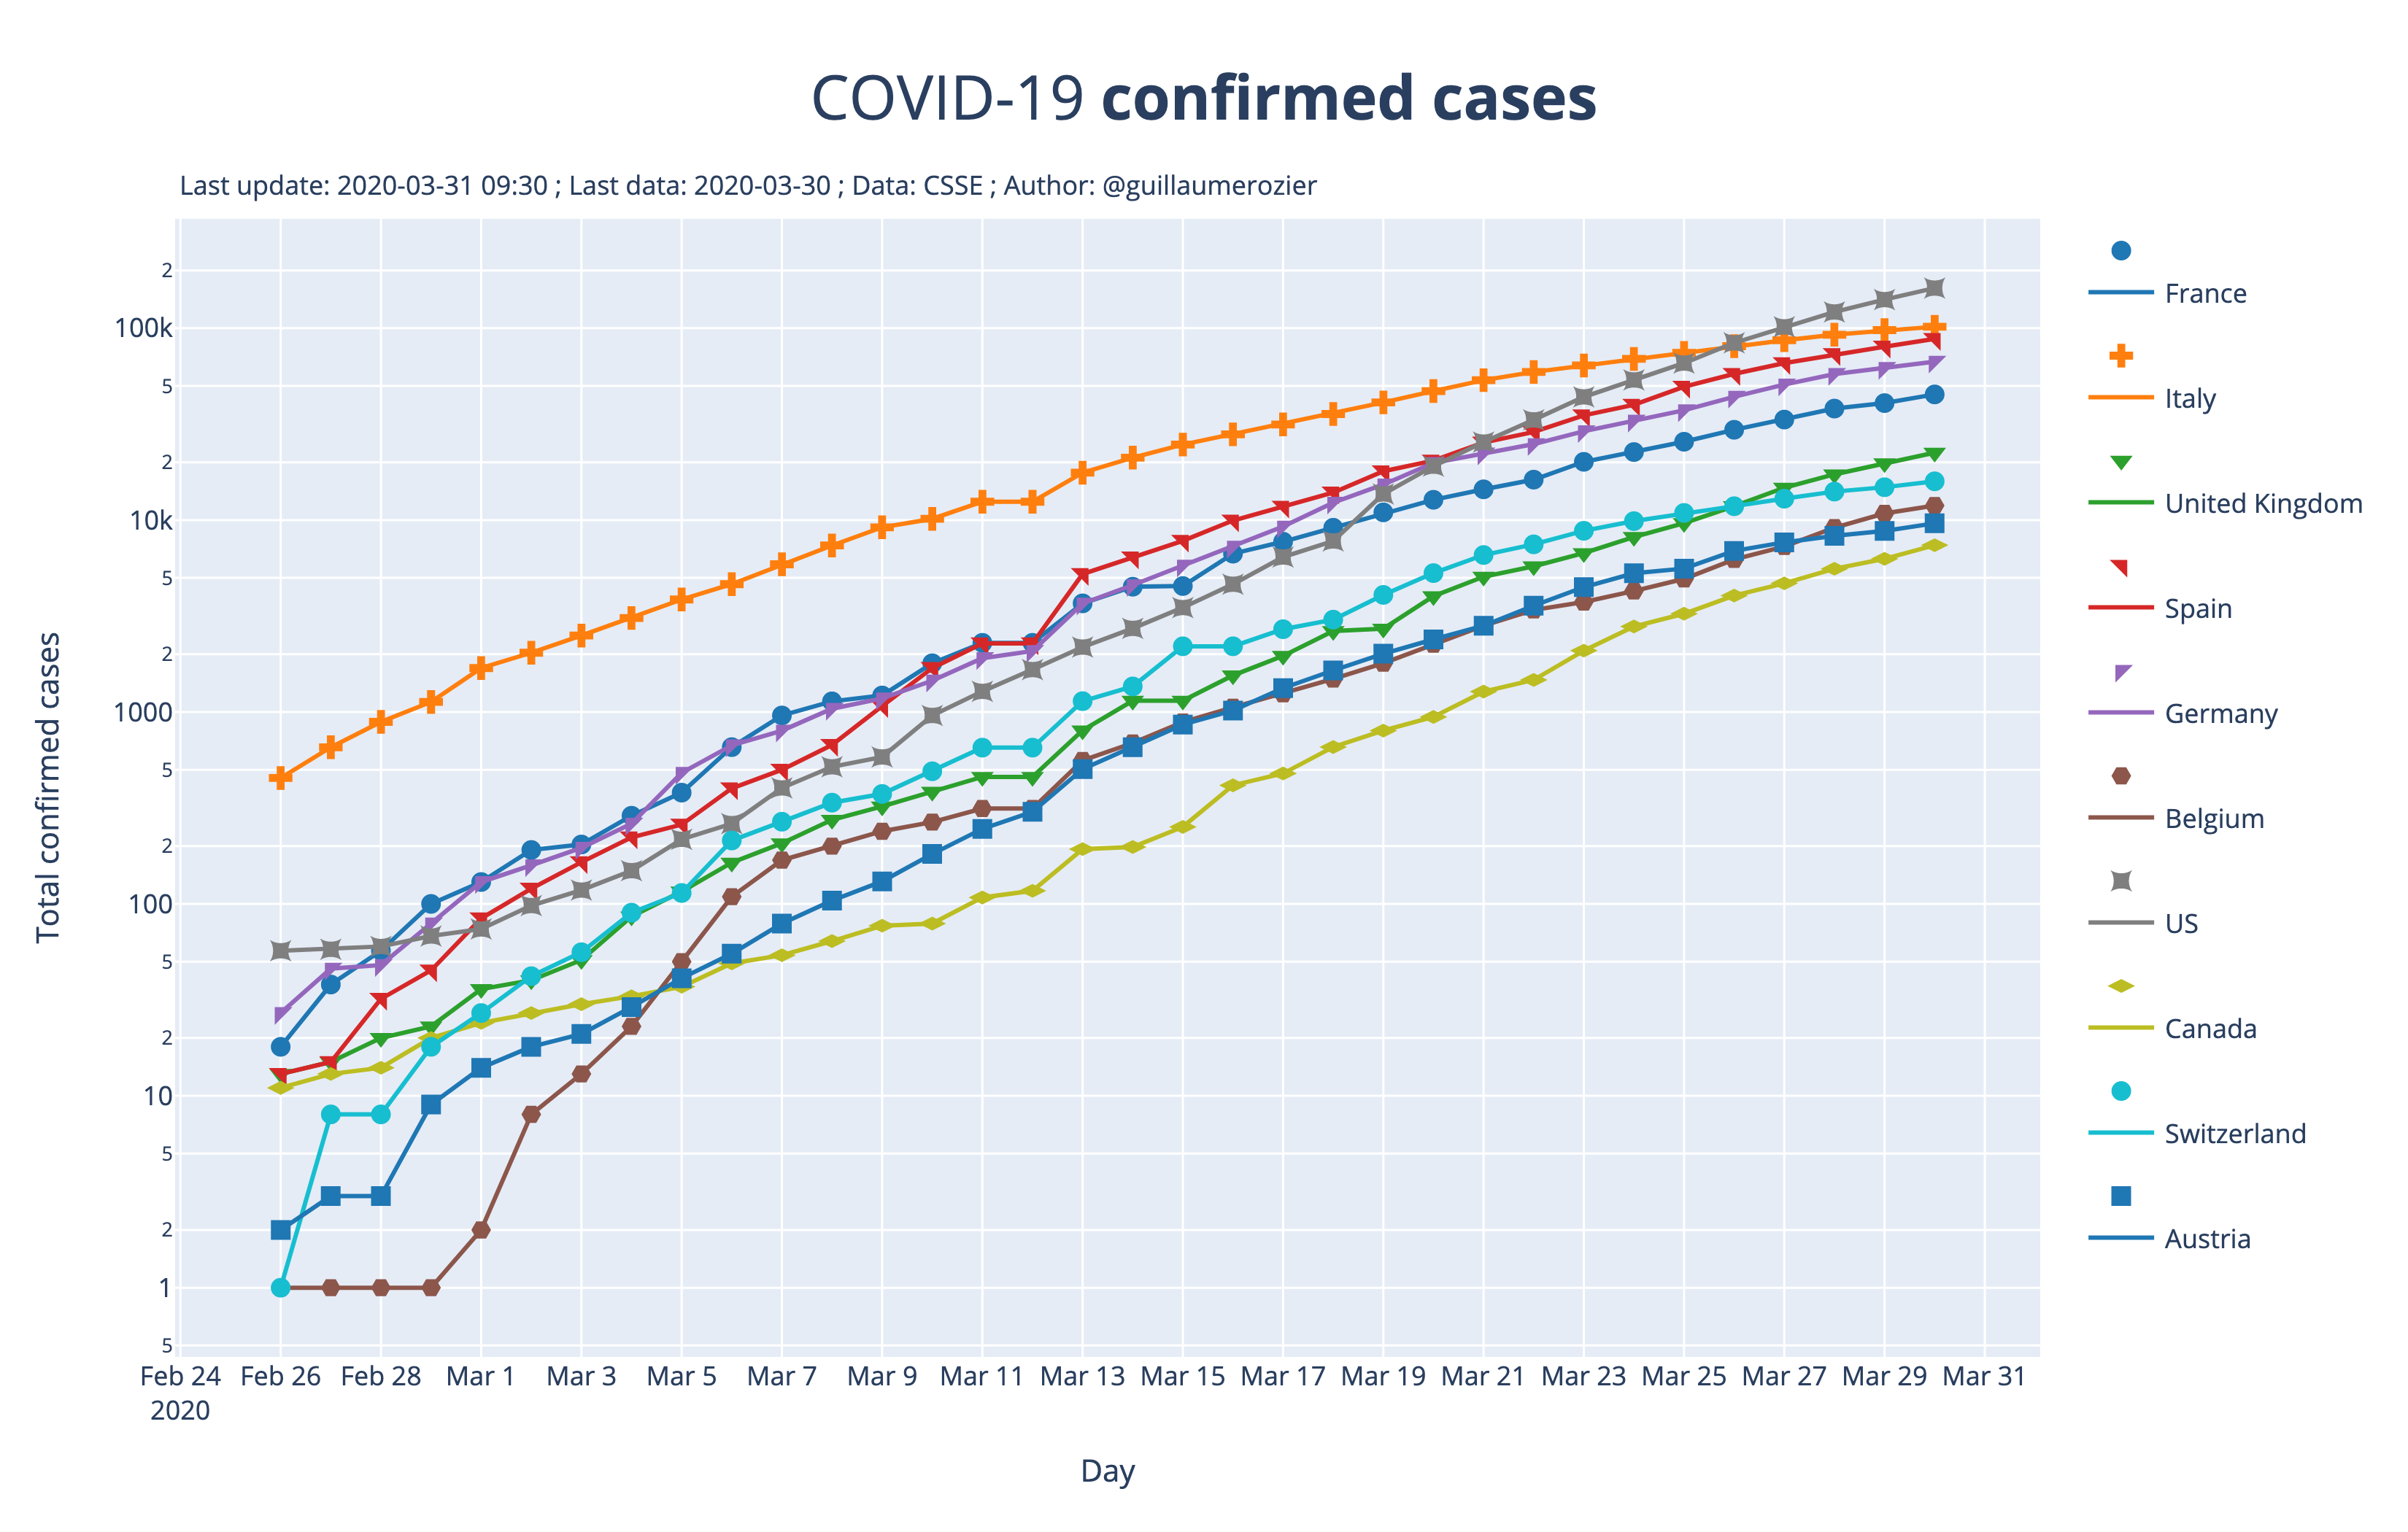 COVID-19 confirmed cases
Last update: 2020-03-31 09:30 ; Last data: 2020-03-30 ; Data: CSSE ; Author: @guillaumerozier
2
100k
5
2
10k
5
2
1000
5
2
100
5
2
10
5
2
1
5
Total confirmed cases
Feb 24 Feb 26 Feb 28 Mar 1 Mar 3 Mar 5 Mar 7 Mar 9 Mar 11 Mar 13 Mar 15 Mar 17 Mar 19 Mar 21 Mar 23 Mar 25 Mar 27 Mar 29 Mar 31
2020
Day
France
Italy
United Kingdom
Spain
Germany
Belgium
US
Canada
Switzerland
Austria